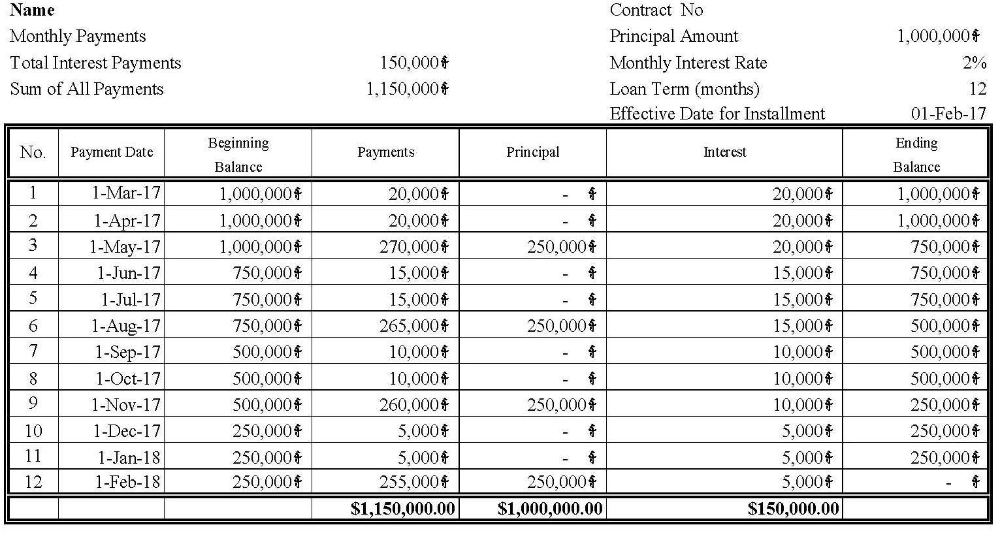 Name Contract No
Monthly Payments Principal Amount 1,000,000៛
Total Interest Payments 150,000៛ Monthly Interest Rate 2%
Sum of All Payments 1,150,000៛ Loan Term (months) 12
Effective Date for Installment 01-Feb-17
No. Payment Date Beginning Balance Payments Principal Interest Ending Balance
1 1-Mar-17 1,000,000៛ 20,000៛ - ៛ 20,000៛ 1,000,000៛
2 1-Apr-17 1,000,000៛ 20,000៛ - ៛ 20,000៛ 1,000,000៛
3 1-May-17 1,000,000៛ 270,000៛ 250,000៛ 20,000៛ 750,000៛
4 1-Jun-17 750,000៛ 15,000៛ - ៛ 15,000៛ 750,000៛
5 1-Jul-17 750,000៛ 15,000៛ - ៛ 15,000៛ 750,000៛
6 1-Aug-17 750,000៛ 265,000៛ 250,000៛ 15,000៛ 500,000៛
7 1-Sep-17 500,000៛ 10,000៛ - ៛ 10,000៛ 500,000៛
8 1-Oct-17 500,000៛ 10,000៛ - ៛ 10,000៛ 500,000៛
9 1-Nov-17 500,000៛ 260,000៛ 250,000៛ 10,000៛ 250,000៛
10 1-Dec-17 250,000៛ 5,000៛ - ៛ 5,000៛ 250,000៛
11 1-Jan-18 250,000៛ 5,000៛ - ៛ 5,000៛ 250,000៛
12 1-Feb-18 250,000៛ 255,000៛ 250,000៛ 5,000៛ - ៛
$1,150,000.00 $1,000,000.00 $150,000.00